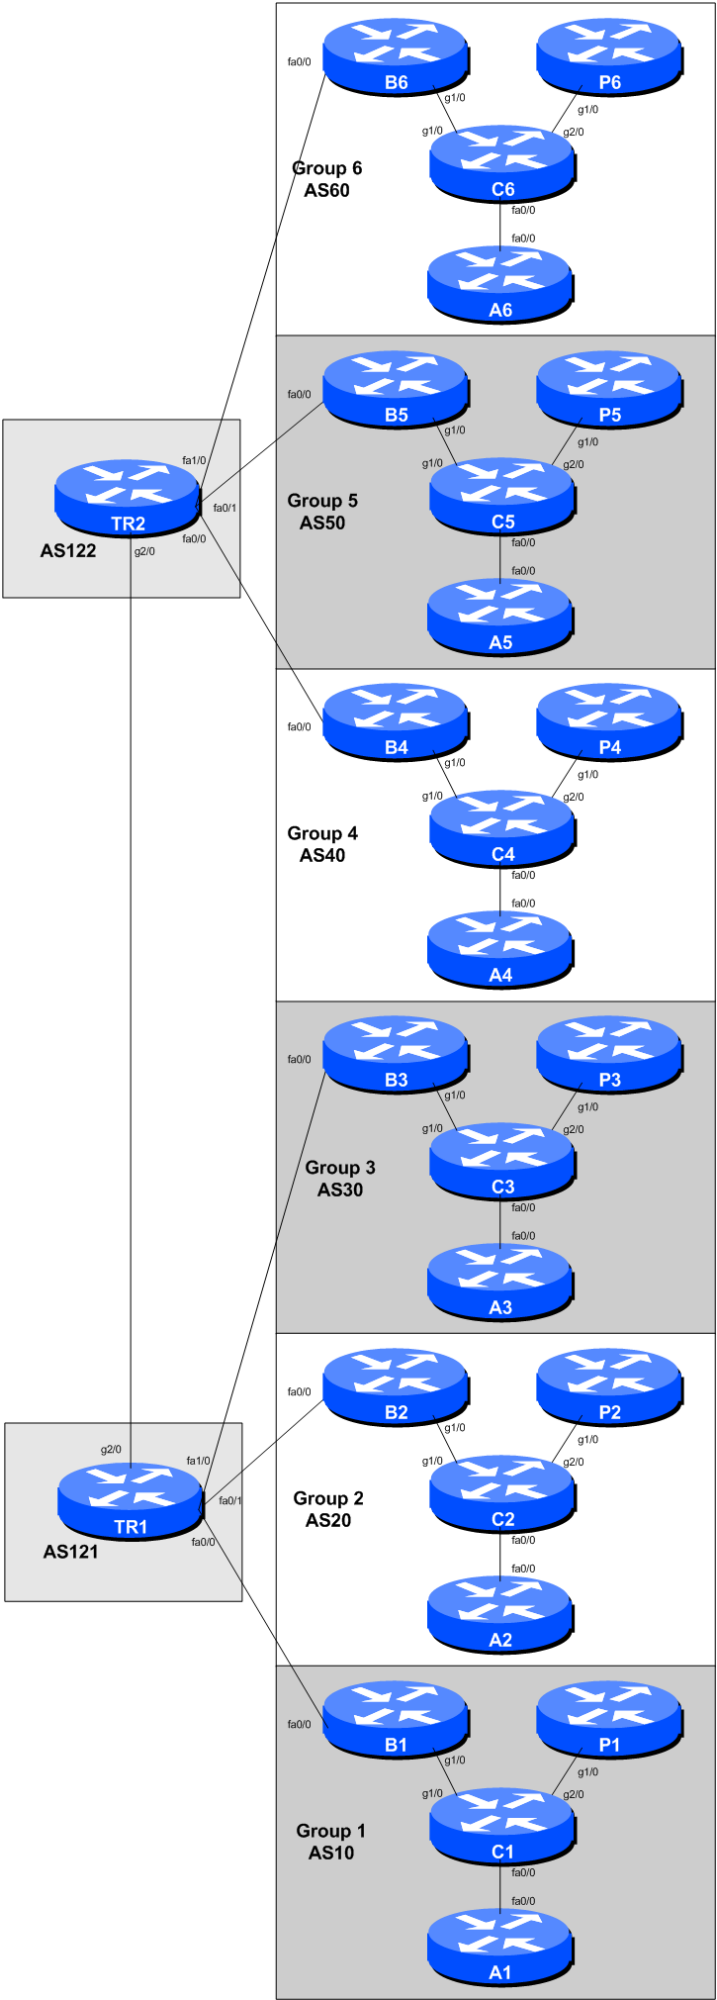 fa0/0
B6
P6
g1/0
g1/0
g1/0
g2/0
Group 6
AS60
C6
fa0/0
fa0/0
A6
fa0/0
B5
P5
g1/0
g1/0
g1/0
g2/0
Group 5
AS50
C5
fa0/0
fa0/0
A5
fa1/0
fa0/1
TR2
fa0/0
AS122
g2/0
fa0/0
B4
P4
g1/0
g1/0
g1/0
g2/0
Group 4
AS40
C4
fa0/0
fa0/0
A4
fa0/0
B3
P3
g1/0
g1/0
g1/0
g2/0
Group 3
AS30
C3
fa0/0
fa0/0
A3
fa0/0
B2
P2
g1/0
g1/0
g1/0
g2/0
Group 2
AS20
C2
fa0/0
fa0/0
A2
g2/0
fa1/0
fa0/1
TR1
fa0/0
AS121
fa0/0
B1
P1
g1/0
g1/0
g1/0
g2/0
Group 1
AS10
C1
fa0/0
fa0/0
A1